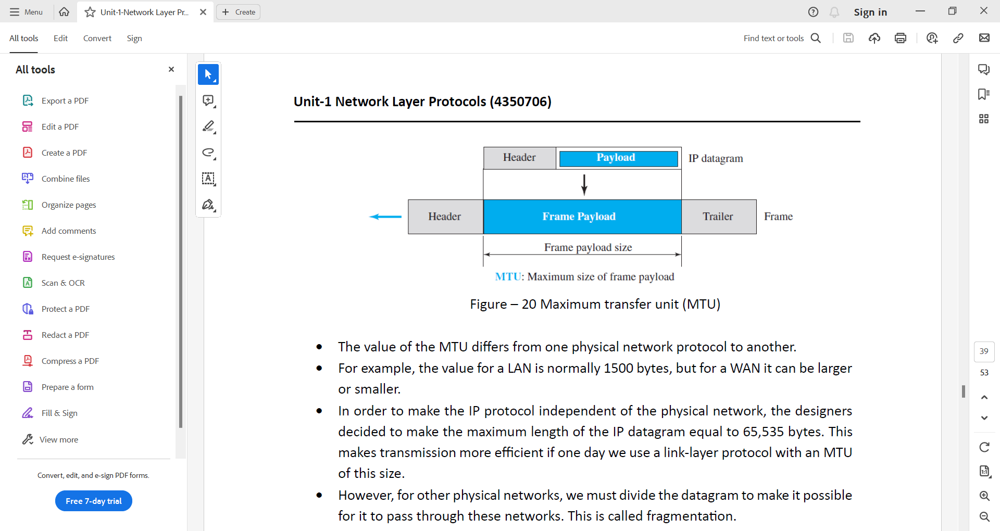 Menu
Unit-1-Network Layer Pr...
Create
Sign in
All tools
Edit
Convert
Sign
Find text or tools
All tools
Export a PDF
Edit a PDF
Create a PDF
Combine files
Organize pages
Add comments
Request e-signatures
Scan & OCR
Protect a PDF
Redact a PDF
Compress a PDF
Prepare a form
Fill & Sign
View more
Convert, edit, and e-sign PDF forms.
Free 7-day trial
Unit-1 Network Layer Protocols (4350706)
Header
Payload
IP datagram
Header
Frame Payload
Trailer
Frame
Frame payload size
MTU: Maximum size of frame payload
Figure – 20 Maximum transfer unit (MTU)
• The value of the MTU differs from one physical network protocol to another.
• For example, the value for a LAN is normally 1500 bytes, but for a WAN it can be larger
or smaller.
• In order to make the IP protocol independent of the physical network, the designers
decided to make the maximum length of the IP datagram equal to 65,535 bytes. This
makes transmission more efficient if one day we use a link-layer protocol with an MTU
of this size.
• However, for other physical networks, we must divide the datagram to make it possible
for it to pass through these networks. This is called fragmentation.
39
53
1:1